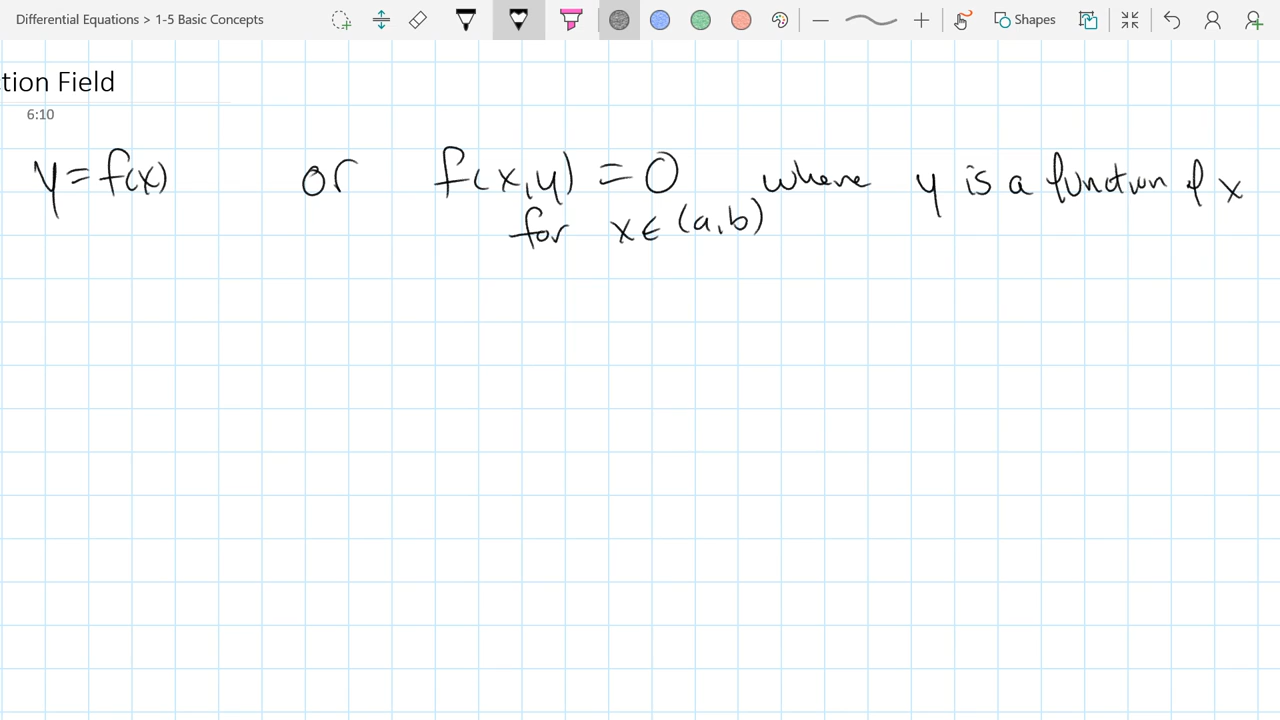 Differential Equations > 1-5 Basic Concepts
Shapes
tion Field
6:10
y = f(x) or f(x,y) = 0 where y is a function of x
for x ∈ (a,b)